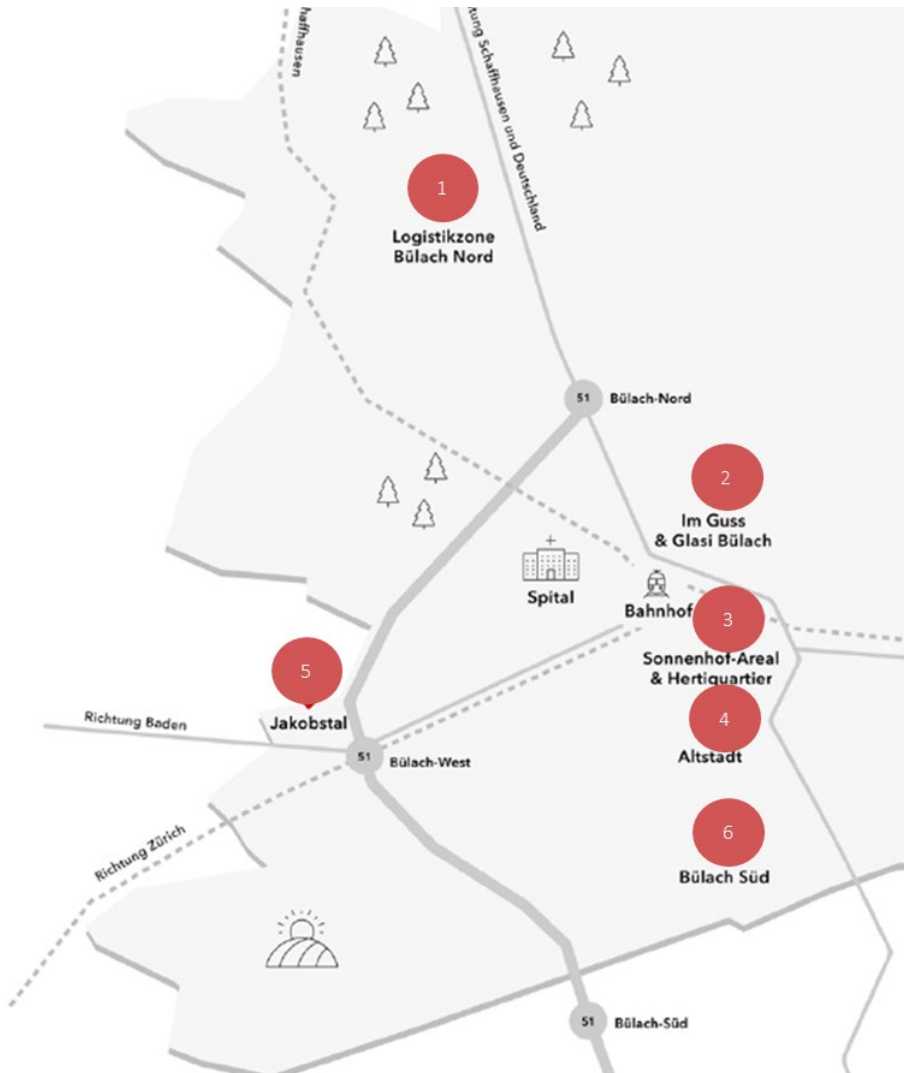 haffhausen
tung Schaffhausen und Deutschland
1
Logistikzone
Bülach Nord
51
Bülach-Nord
2
Im Guss
& Glasi Bülach
Spital
Bahnhof
3
Sonnenhof-Areal
& Hertiquartier
5
Jakobstal
4
Altstadt
Richtung Baden
51
Bülach-West
Richtung Zürich
6
Bülach Süd
51
Bülach-Süd